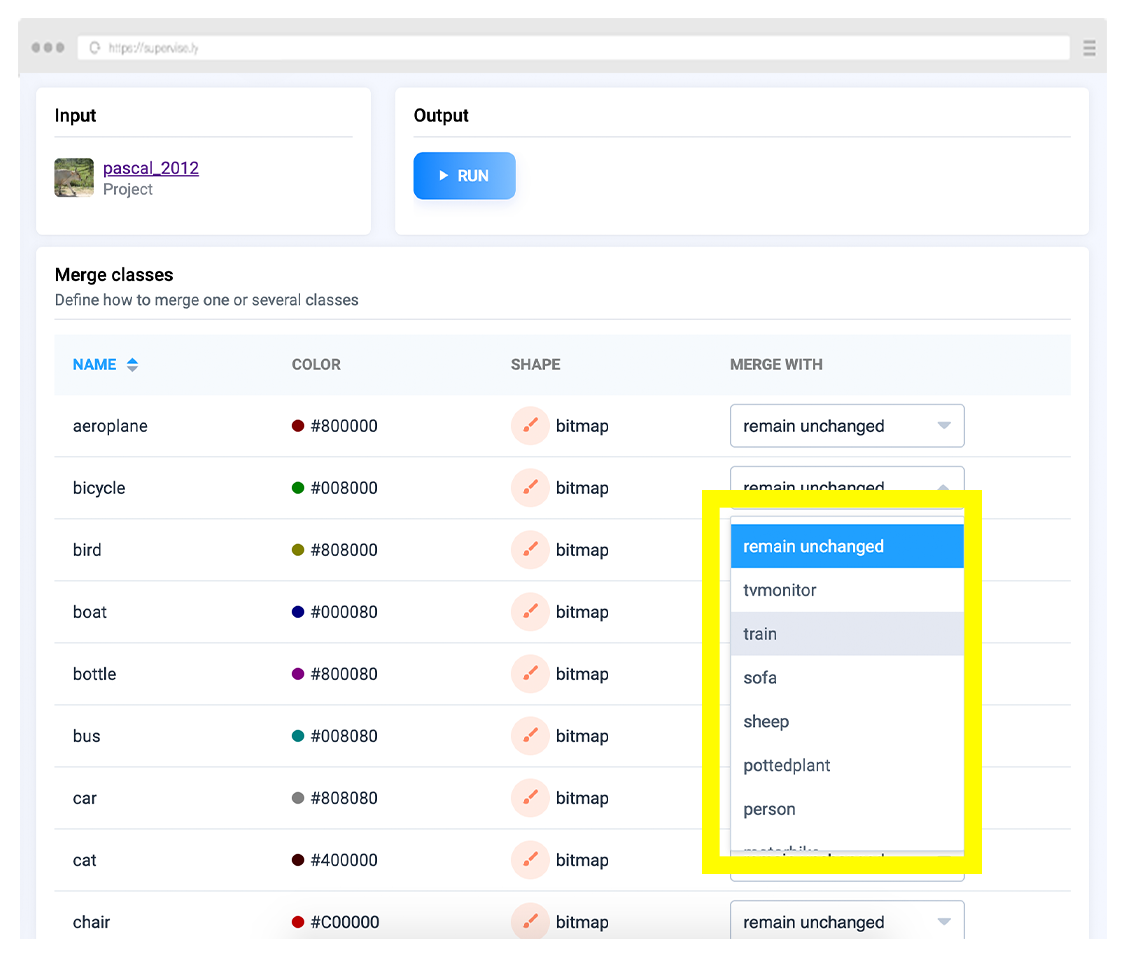 https://supervise.ly
Input
pascal_2012
Project
Output
RUN
Merge classes
Define how to merge one or several classes
NAME COLOR SHAPE MERGE WITH
aeroplane #800000 bitmap remain unchanged
bicycle #008000 bitmap remain unchanged
bird #808000 bitmap
boat #000080 bitmap
bottle #800080 bitmap
bus #008080 bitmap
car #808080 bitmap
cat #400000 bitmap
chair #C00000 bitmap remain unchanged
remain unchanged
tvmonitor
train
sofa
sheep
pottedplant
person